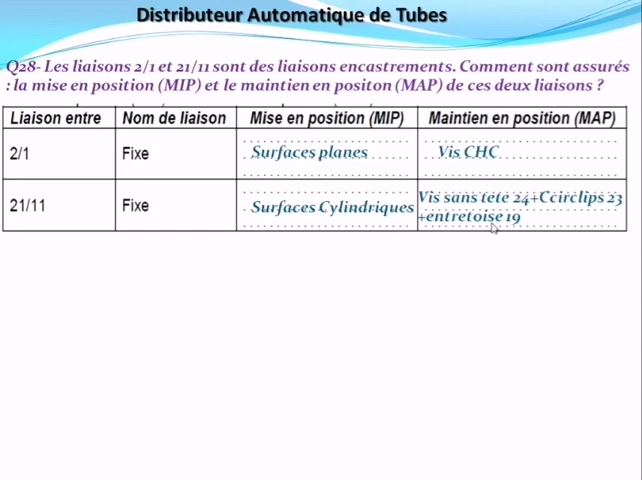 Distributeur Automatique de Tubes
Q28- Les liaisons 2/1 et 21/11 sont des liaisons encastrements. Comment sont assurés
: la mise en position (MIP) et le maintien en positon (MAP) de ces deux liaisons ?
Liaison entre Nom de liaison Mise en position (MIP) Maintien en position (MAP)
2/1 Fixe Surfaces planes Vis CHC
21/11 Fixe Surfaces Cylindriques Vis sans tete 24+Ccirclips 23
+entretoise 19